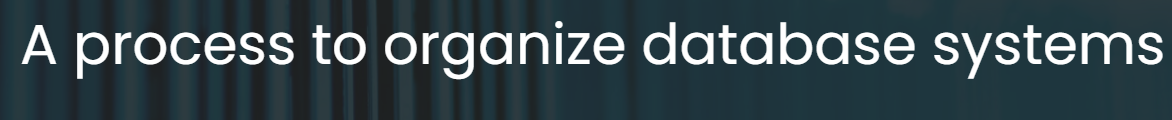 A process to organize database systems